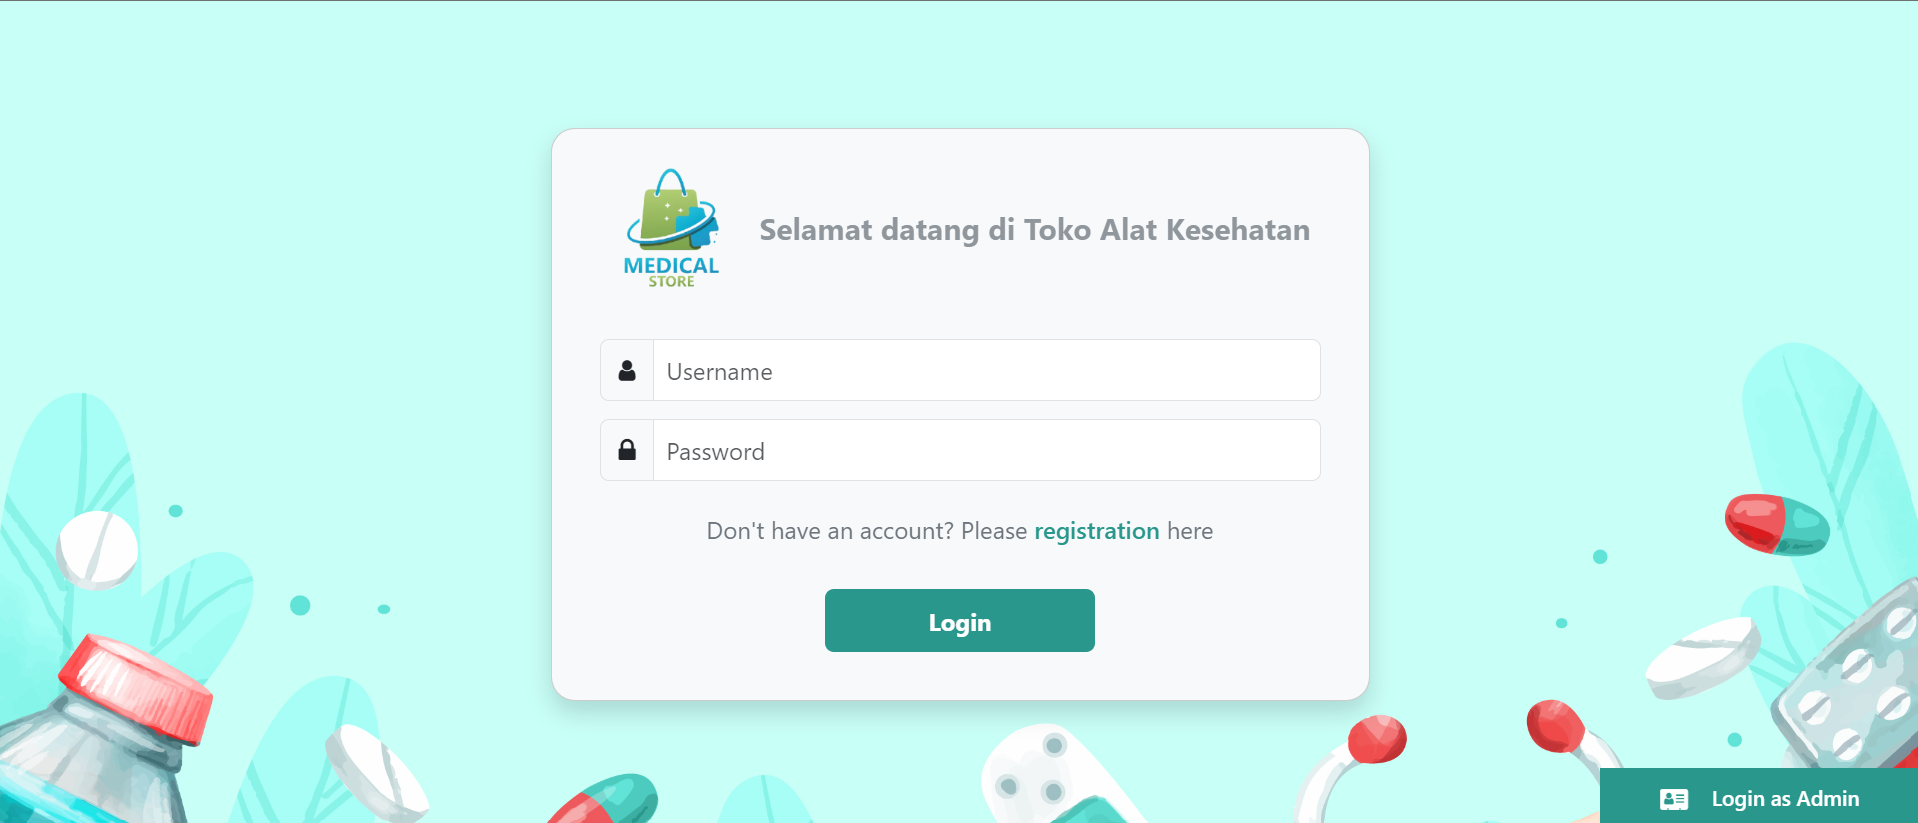 MEDICAL
STORE
Selamat datang di Toko Alat Kesehatan
Username
Password
Don't have an account? Please registration here
Login
Login as Admin